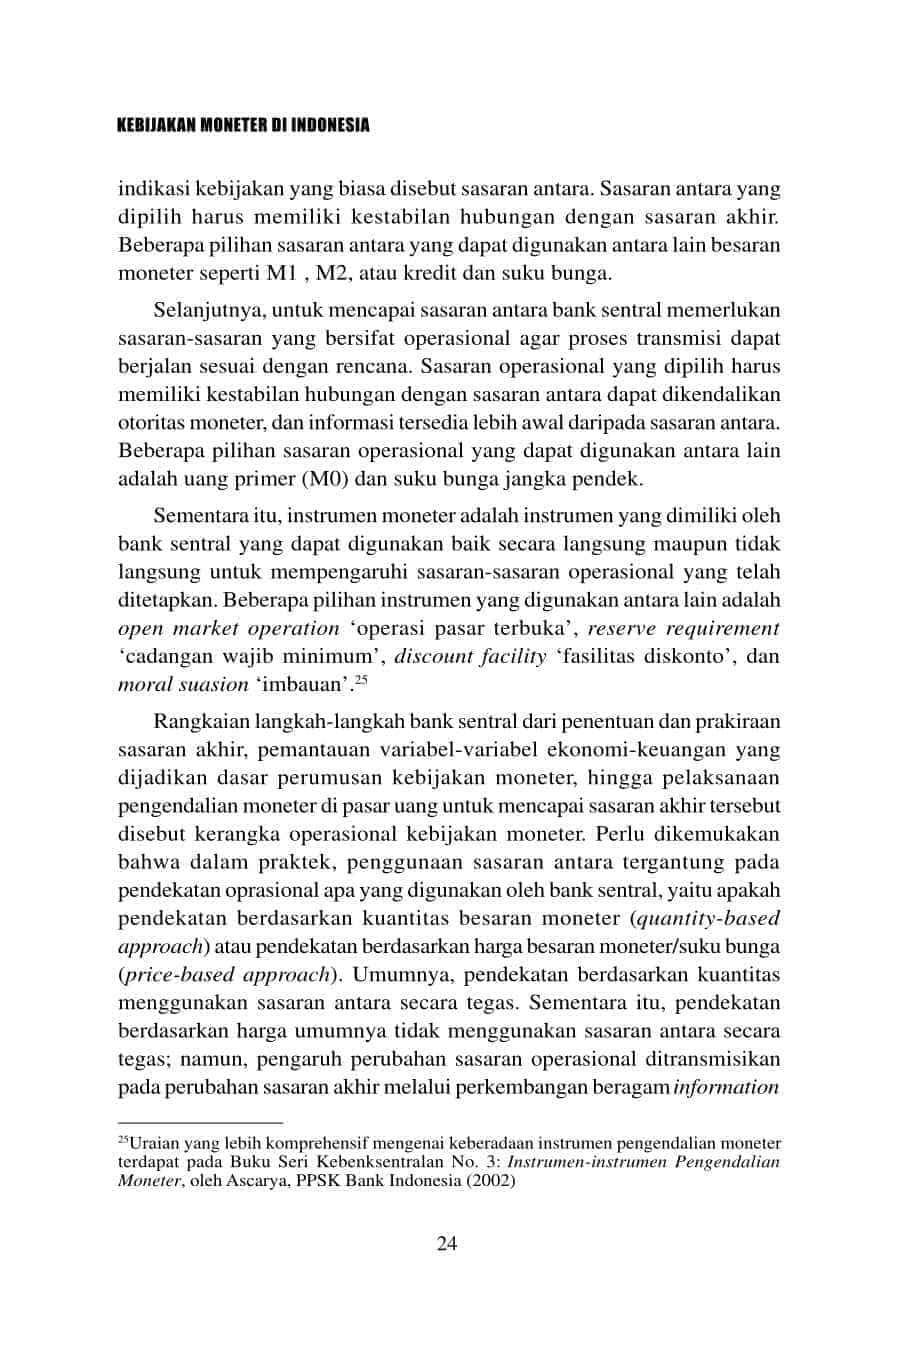 KEBIJAKAN MONETER DI INDONESIA
indikasi kebijakan yang biasa disebut sasaran antara. Sasaran antara yang
dipilih harus memiliki kestabilan hubungan dengan sasaran akhir.
Beberapa pilihan sasaran antara yang dapat digunakan antara lain besaran
moneter seperti M1 , M2, atau kredit dan suku bunga.
Selanjutnya, untuk mencapai sasaran antara bank sentral memerlukan
sasaran-sasaran yang bersifat operasional agar proses transmisi dapat
berjalan sesuai dengan rencana. Sasaran operasional yang dipilih harus
memiliki kestabilan hubungan dengan sasaran antara dapat dikendalikan
otoritas moneter, dan informasi tersedia lebih awal daripada sasaran antara.
Beberapa pilihan sasaran operasional yang dapat digunakan antara lain
adalah uang primer (M0) dan suku bunga jangka pendek.
Sementara itu, instrumen moneter adalah instrumen yang dimiliki oleh
bank sentral yang dapat digunakan baik secara langsung maupun tidak
langsung untuk mempengaruhi sasaran-sasaran operasional yang telah
ditetapkan. Beberapa pilihan instrumen yang digunakan antara lain adalah
open market operation ‘operasi pasar terbuka’, reserve requirement
‘cadangan wajib minimum’, discount facility ‘fasilitas diskonto’, dan
moral suasion ‘imbauan’.25
Rangkaian langkah-langkah bank sentral dari penentuan dan prakiraan
sasaran akhir, pemantauan variabel-variabel ekonomi-keuangan yang
dijadikan dasar perumusan kebijakan moneter, hingga pelaksanaan
pengendalian moneter di pasar uang untuk mencapai sasaran akhir tersebut
disebut kerangka operasional kebijakan moneter. Perlu dikemukakan
bahwa dalam praktek, penggunaan sasaran antara tergantung pada
pendekatan oprasional apa yang digunakan oleh bank sentral, yaitu apakah
pendekatan berdasarkan kuantitas besaran moneter (quantity-based
approach) atau pendekatan berdasarkan harga besaran moneter/suku bunga
(price-based approach). Umumnya, pendekatan berdasarkan kuantitas
menggunakan sasaran antara secara tegas. Sementara itu, pendekatan
berdasarkan harga umumnya tidak menggunakan sasaran antara secara
tegas; namun, pengaruh perubahan sasaran operasional ditransmisikan
pada perubahan sasaran akhir melalui perkembangan beragam information
25Uraian yang lebih komprehensif mengenai keberadaan instrumen pengendalian moneter
terdapat pada Buku Seri Kebenksentralan No. 3: Instrumen-instrumen Pengendalian
Moneter, oleh Ascarya, PPSK Bank Indonesia (2002)
24